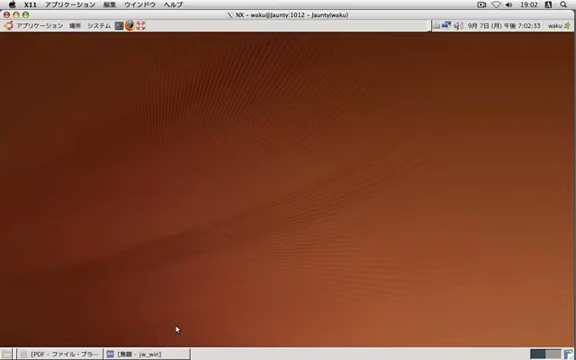 X11 アプリケーション 編集 ウインドウ ヘルプ 19:02
NX - waku@Jaunty:1012 - Jaunty(waku)
アプリケーション 場所 システム 9月 7日 (月) 午後 7:02:33 waku
[PDF - ファイル・ブラ… [無題 - jw_win]